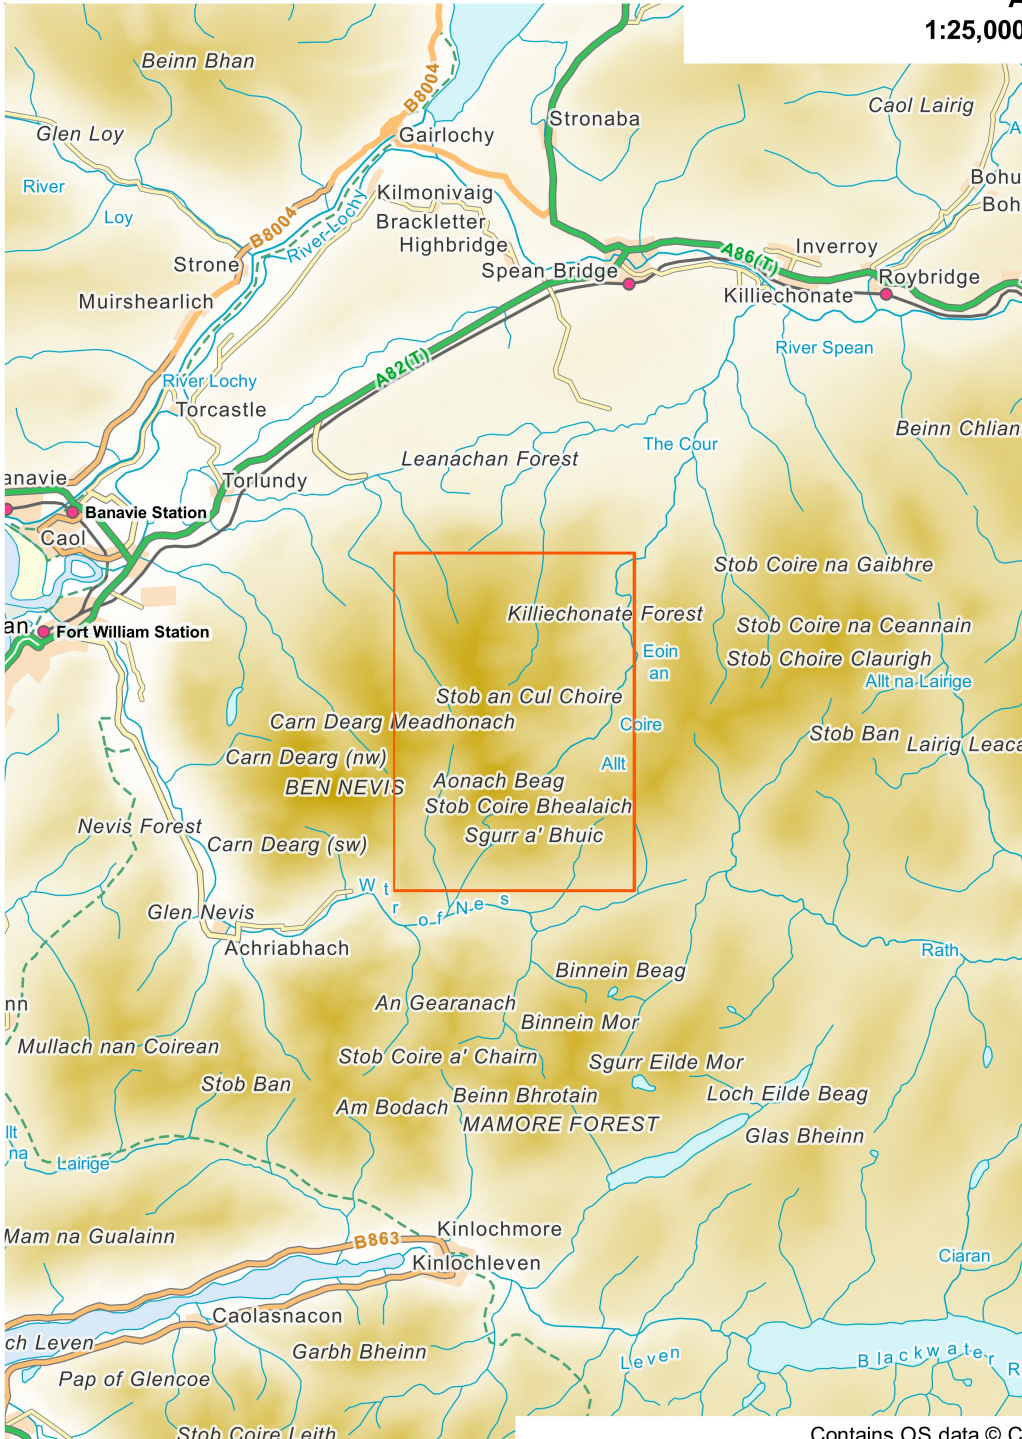 A
1:25,000
Beinn Bhan
B8004
Stronaba
Caol Lairig
Glen Loy
Gairlochy
A
River
Loy
Kilmonivaig
Bohu
Boh
Brackletter
Highbridge
B8004
River-Lochy
Strone
Spean Bridge
A86(T)
Inverroy
Roybridge
Killiechonate
Muirshearlich
River Spean
A82(T)
River Lochy
Torcastle
Beinn Chlian
The Cour
Leanachan Forest
anavie
Torlundy
Banavie Station
Caol
Stob Coire na Gaibhre
Killiechonate Forest
an
Fort William Station
Stob Coire na Ceannain
Eoin
an
Stob Choire Claurigh
Allt na Lairige
Stob an Cul Choire
Carn Dearg Meadhonach
Coire
Stob Ban
Lairig Leaca
Carn Dearg (nw)
Allt
BEN NEVIS
Aonach Beag
Stob Coire Bhealaich
Nevis Forest
Sgurr a' Bhuic
Carn Dearg (sw)
Wtr of Nes
Glen Nevis
Achriabhach
Rath
Binnein Beag
nn
An Gearanach
Binnein Mor
Mullach nan Coirean
Stob Coire a' Chairn
Sgurr Eilde Mor
Stob Ban
Beinn Bhrotain
Loch Eilde Beag
Am Bodach
MAMORE FOREST
Glas Bheinn
llt
na
Lairige
Mam na Gualainn
Kinlochmore
B863
Kinlochleven
Ciaran
Caolasnacon
ch Leven
Garbh Bheinn
Leven
Blackwater
R
Pap of Glencoe
Stob Coire Leith
Contains OS data © C